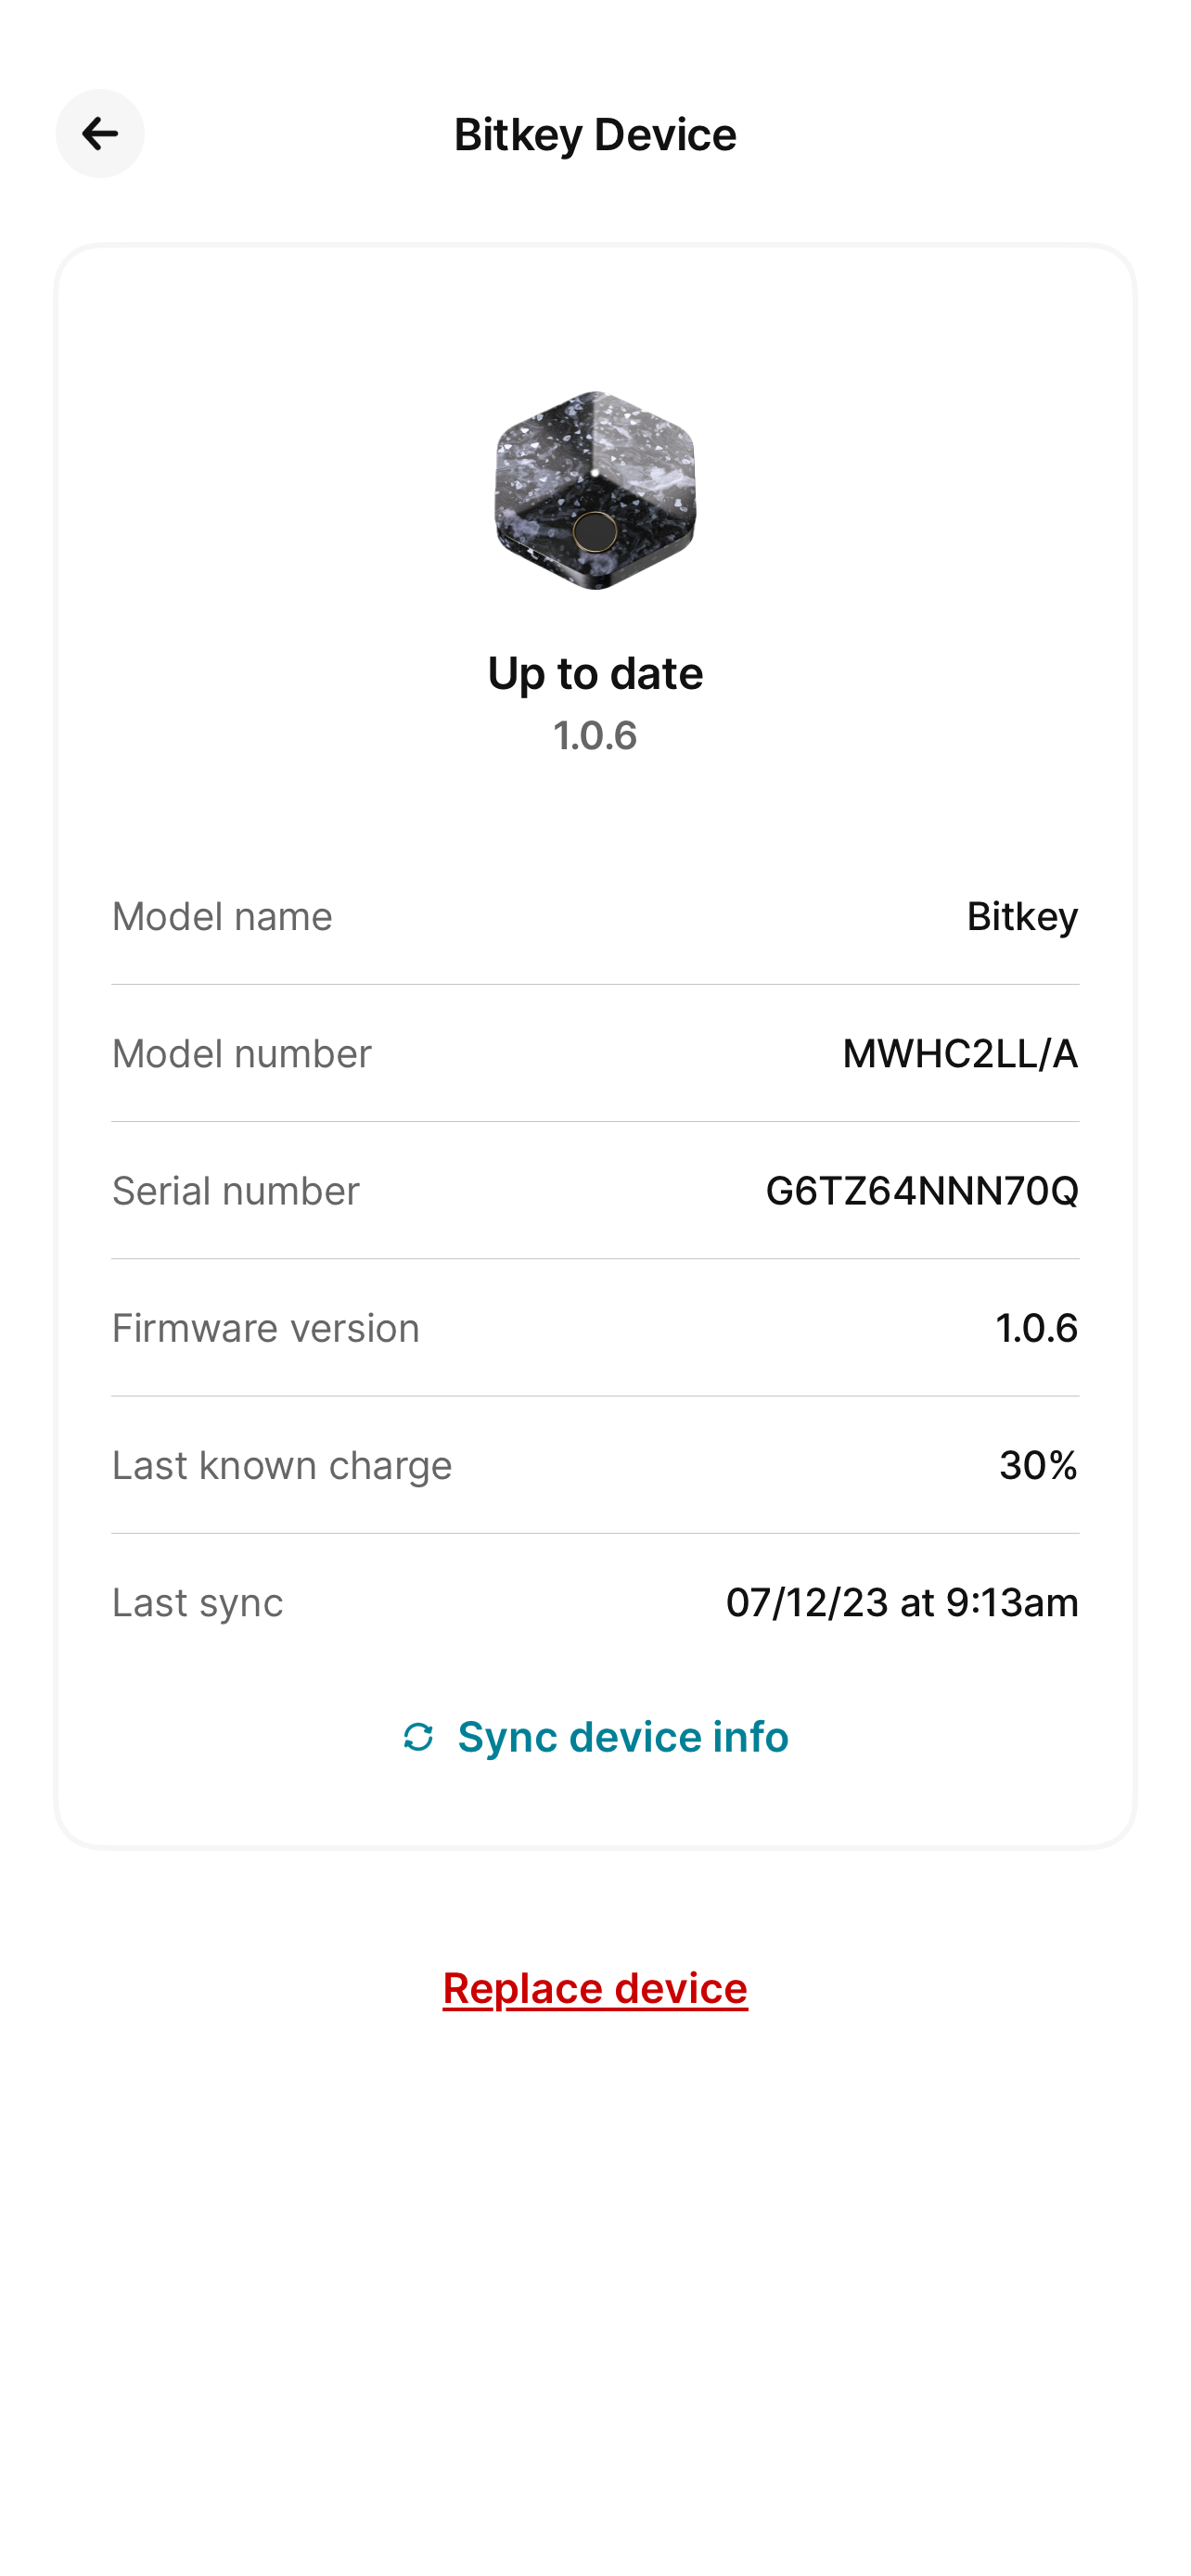 Bitkey Device
Up to date
1.0.6
Model name Bitkey
Model number MWHC2LL/A
Serial number G6TZ64NNN70Q
Firmware version 1.0.6
Last known charge 30%
Last sync 07/12/23 at 9:13am
Sync device info
Replace device